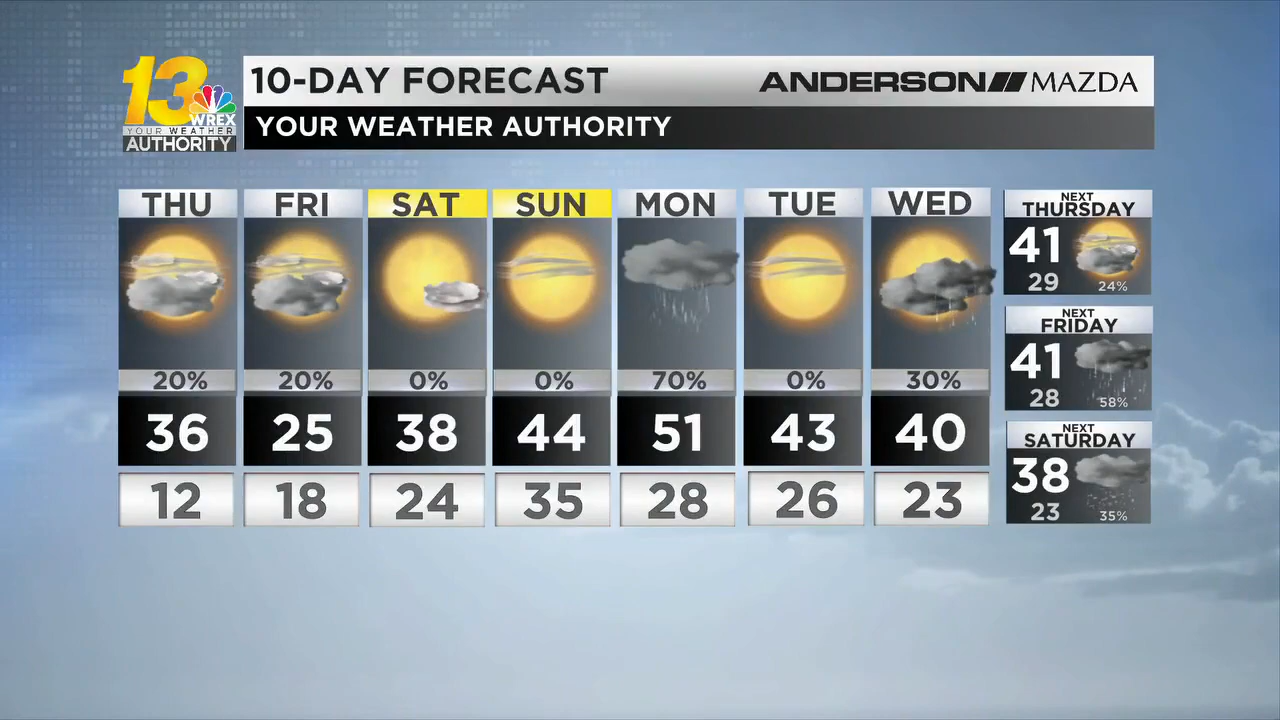 13
WREX
YOUR WEATHER
AUTHORITY
10-DAY FORECAST
ANDERSON MAZDA
YOUR WEATHER AUTHORITY
THU FRI SAT SUN MON TUE WED
20% 20% 0% 0% 70% 0% 30%
36 25 38 44 51 43 40
12 18 24 35 28 26 23
NEXT
THURSDAY
41
29 24%
NEXT
FRIDAY
41
28 58%
NEXT
SATURDAY
38
23 35%